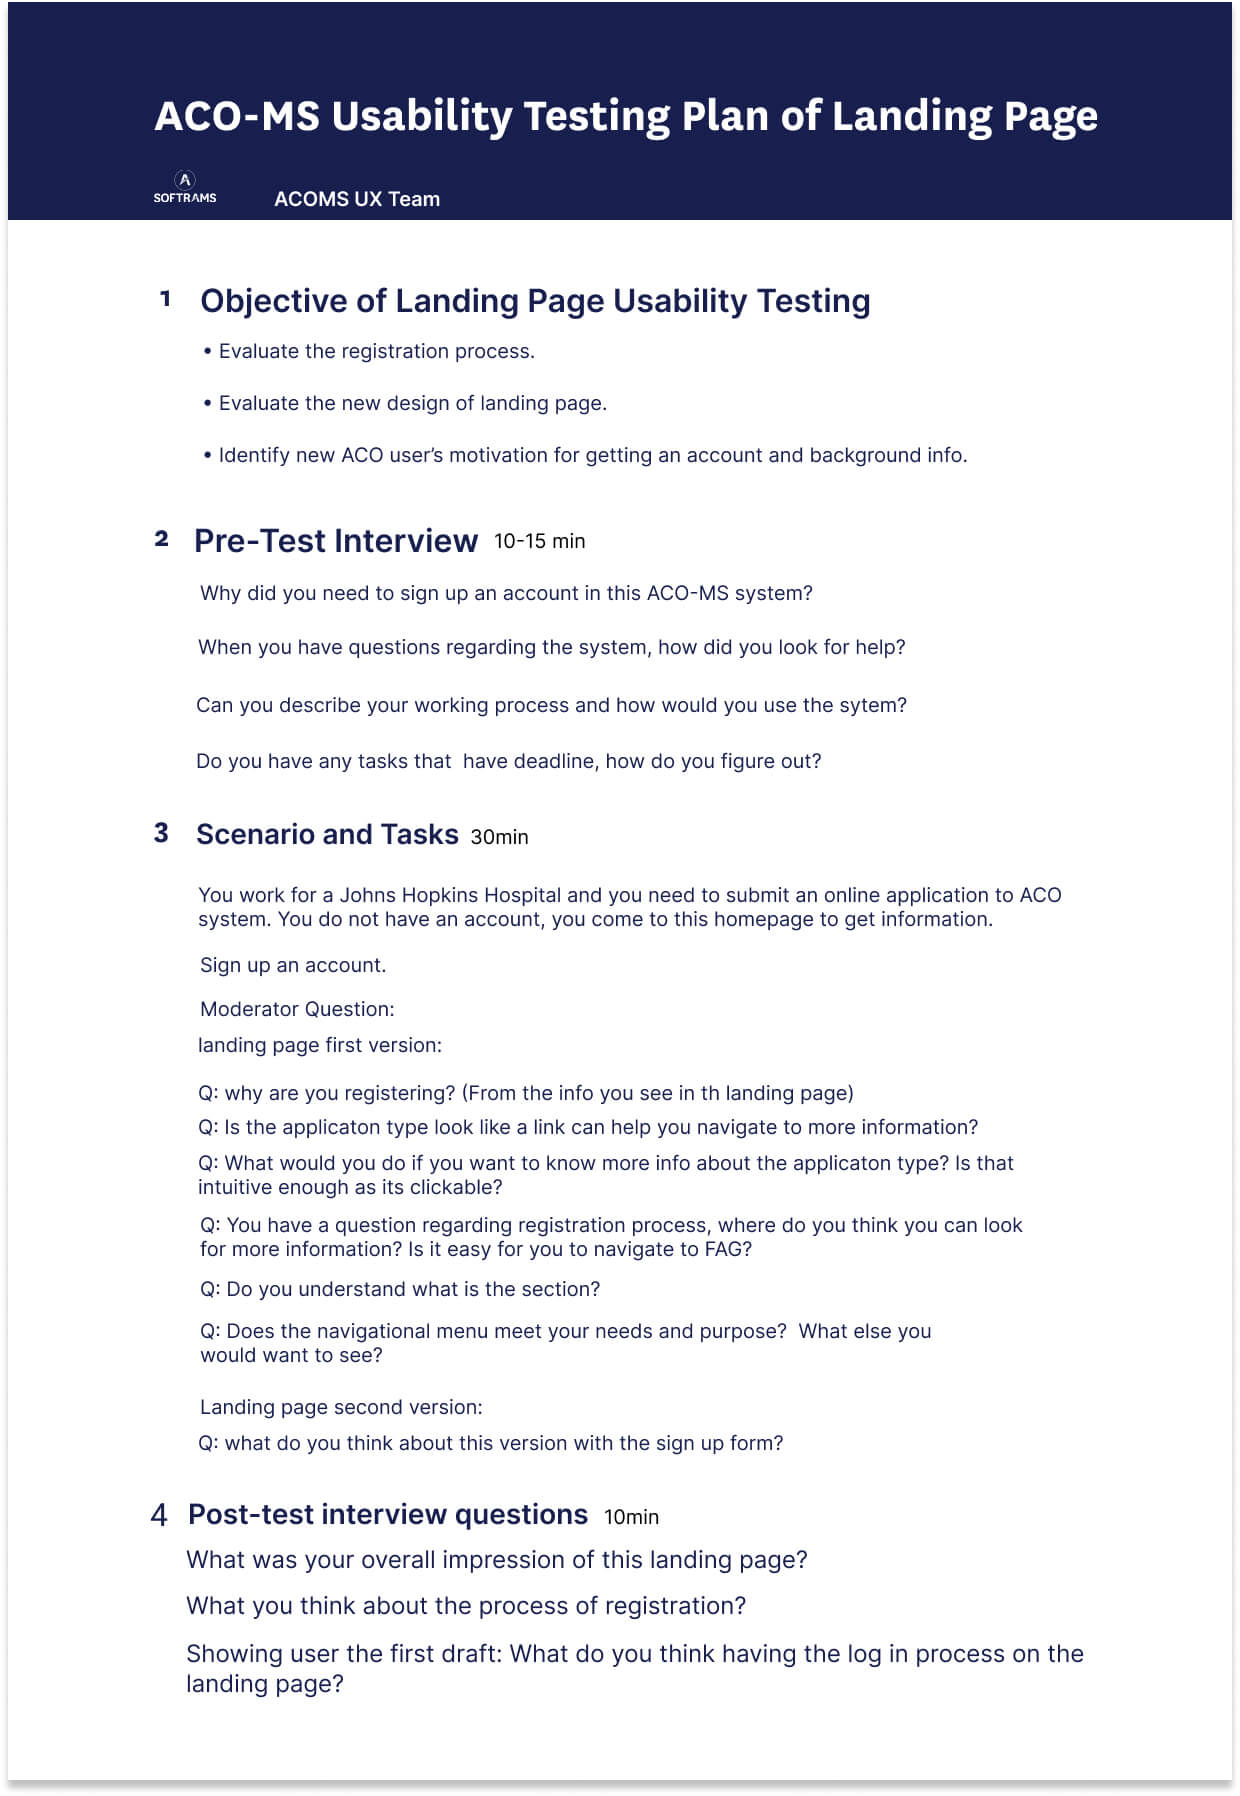 ACO-MS Usability Testing Plan of Landing Page
A
SOFTRAMS
ACOMS UX Team
1 Objective of Landing Page Usability Testing
• Evaluate the registration process.
• Evaluate the new design of landing page.
• Identify new ACO user’s motivation for getting an account and background info.
2 Pre-Test Interview 10-15 min
Why did you need to sign up an account in this ACO-MS system?
When you have questions regarding the system, how did you look for help?
Can you describe your working process and how would you use the sytem?
Do you have any tasks that  have deadline, how do you figure out?
3 Scenario and Tasks 30min
You work for a Johns Hopkins Hospital and you need to submit an online application to ACO
system. You do not have an account, you come to this homepage to get information.
Sign up an account.
Moderator Question:
landing page first version:
Q: why are you registering? (From the info you see in th landing page)
Q: Is the applicaton type look like a link can help you navigate to more information?
Q: What would you do if you want to know more info about the applicaton type? Is that
intuitive enough as its clickable?
Q: You have a question regarding registration process, where do you think you can look
for more information? Is it easy for you to navigate to FAG?
Q: Do you understand what is the section?
Q: Does the navigational menu meet your needs and purpose?  What else you
would want to see?
Landing page second version:
Q: what do you think about this version with the sign up form?
4 Post-test interview questions 10min
What was your overall impression of this landing page?
What you think about the process of registration?
Showing user the first draft: What do you think having the log in process on the
landing page?